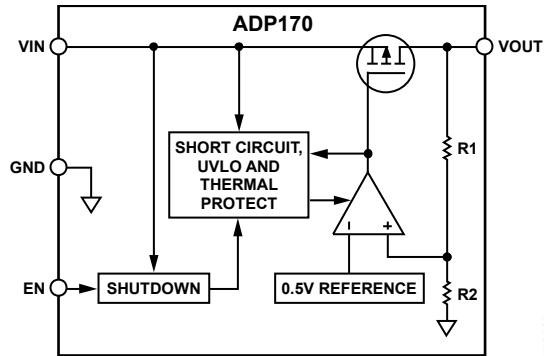 ADP170
VIN
VOUT
GND
SHORT CIRCUIT,
UVLO AND
THERMAL
PROTECT
R1
EN
SHUTDOWN
0.5V REFERENCE
R2